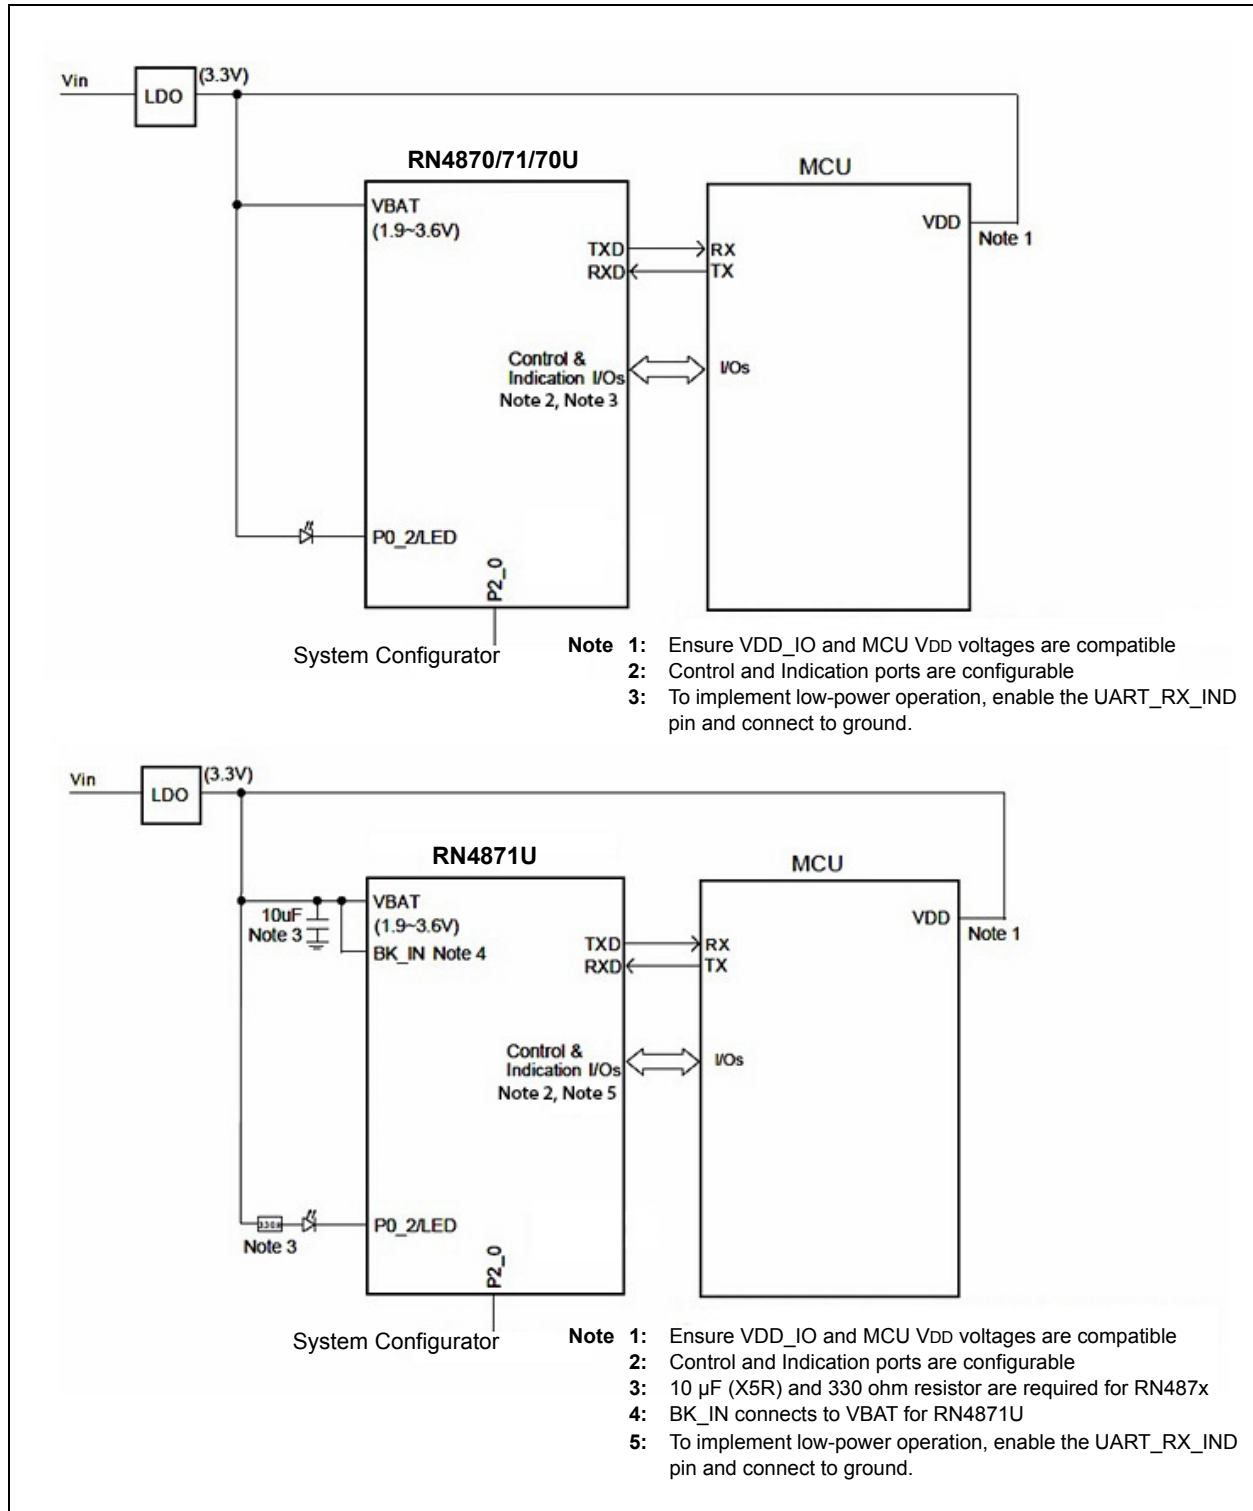 Vin
LDO
(3.3V)
RN4870/71/70U
MCU
VBAT
(1.9~3.6V)
VDD
Note 1
TXD
RX
RXD
TX
Control &
Indication I/Os
Note 2, Note 3
I/Os
P0_2/LED
P2_0
System Configurator
Note 1: Ensure VDD_IO and MCU VDD voltages are compatible
2: Control and Indication ports are configurable
3: To implement low-power operation, enable the UART_RX_IND
pin and connect to ground.
Vin
LDO
(3.3V)
RN4871U
MCU
10uF
Note 3
VBAT
(1.9~3.6V)
BK_IN Note 4
VDD
Note 1
TXD
RX
RXD
TX
Control &
Indication I/Os
Note 2, Note 5
I/Os
Note 3
P0_2/LED
P2_0
System Configurator
Note 1: Ensure VDD_IO and MCU VDD voltages are compatible
2: Control and Indication ports are configurable
3: 10 µF (X5R) and 330 ohm resistor are required for RN487x
4: BK_IN connects to VBAT for RN4871U
5: To implement low-power operation, enable the UART_RX_IND
pin and connect to ground.